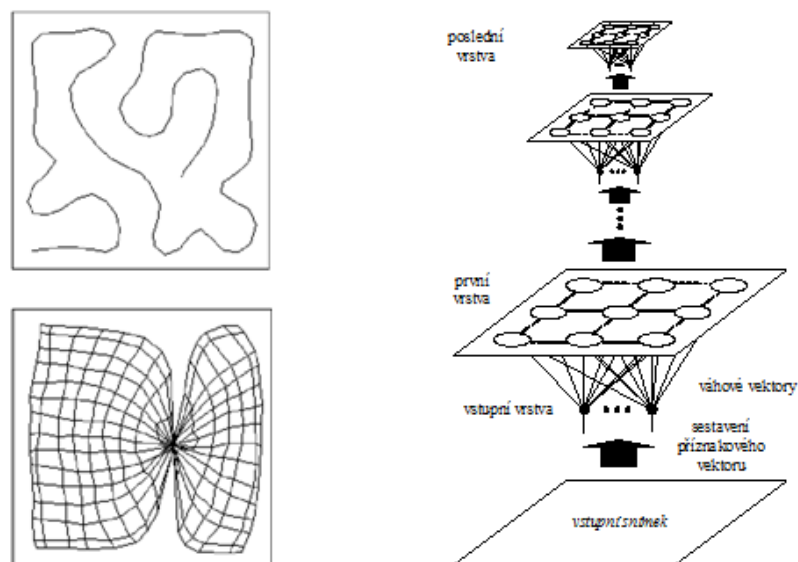 poslední
vrstva
první
vrstva
váhové vektory
vstupní vrstva
sestavení
příznakového
vektoru
vstupní snímek